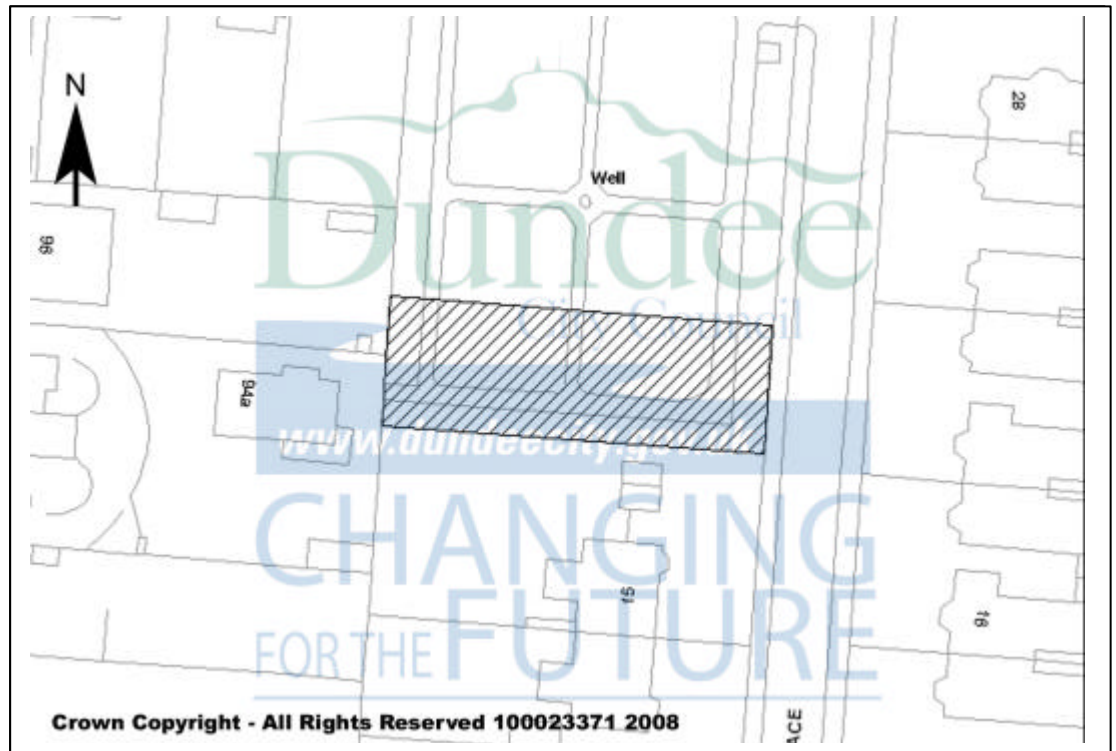 N
28
Well
96
Dundee
City Council
94a
www.dundeecity.gov.uk
CHANGING
15
FOR THE FUTURE
16
Crown Copyright - All Rights Reserved 100023371 2008
ACE